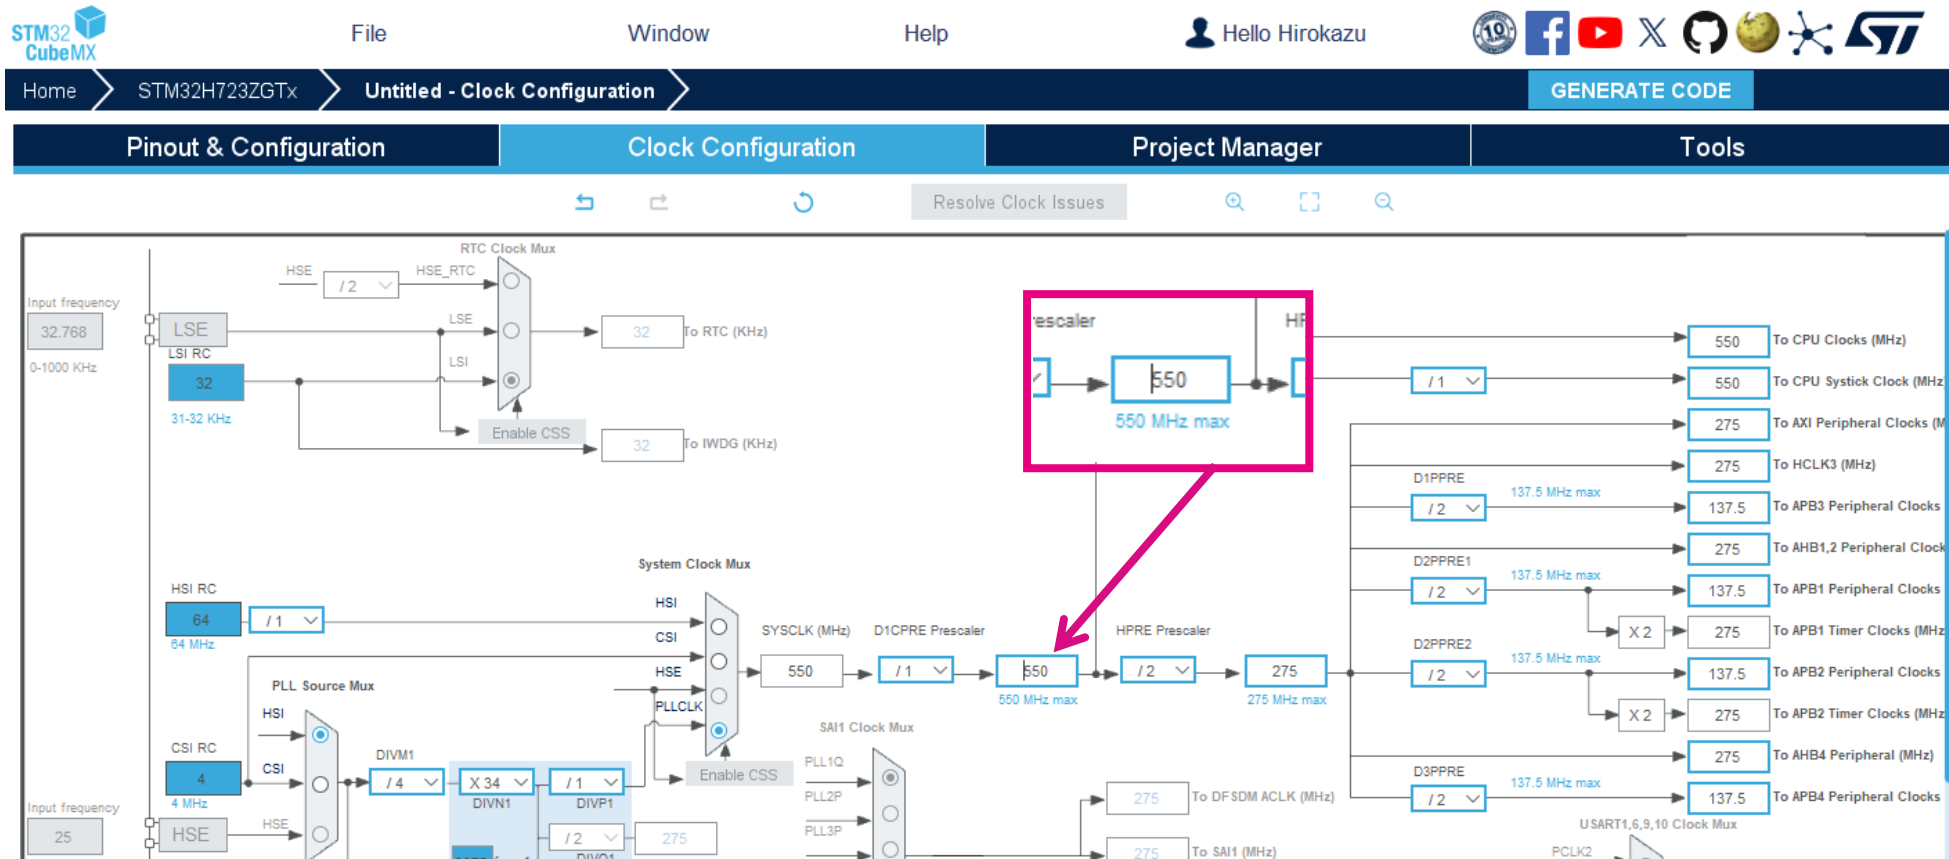 STM32
CubeMX
File
Window
Help
Hello Hirokazu
10
Home
STM32H723ZGTx
Untitled - Clock Configuration
GENERATE CODE
Pinout & Configuration
Clock Configuration
Project Manager
Tools
Resolve Clock Issues
RTC Clock Mux
HSE
/ 2
HSE_RTC
Input frequency
32.768
0-1000 KHz
LSE
LSE
32
To RTC (KHz)
LSI RC
32
31-32 KHz
LSI
Enable CSS
32
To IWDG (KHz)
escaler
HF
550
550 MHz max
550
To CPU Clocks (MHz)
/ 1
550
To CPU Systick Clock (MHz
275
To AXI Peripheral Clocks (M
275
To HCLK3 (MHz)
D1PPRE
/ 2
137.5 MHz max
137.5
To APB3 Peripheral Clocks
275
To AHB1,2 Peripheral Clock
D2PPRE1
/ 2
137.5 MHz max
137.5
To APB1 Peripheral Clocks
X 2
275
To APB1 Timer Clocks (MHz
D2PPRE2
/ 2
137.5 MHz max
137.5
To APB2 Peripheral Clocks
X 2
275
To APB2 Timer Clocks (MHz
275
To AHB4 Peripheral (MHz)
D3PPRE
/ 2
137.5 MHz max
137.5
To APB4 Peripheral Clocks
System Clock Mux
HSI RC
64
64 MHz
/ 1
HSI
CSI
HSE
PLLCLK
SYSCLK (MHz)
550
D1CPRE Prescaler
/ 1
550
550 MHz max
HPRE Prescaler
/ 2
275
275 MHz max
Enable CSS
PLL Source Mux
HSI
CSI RC
4
4 MHz
CSI
DIVM1
/ 4
X 34
DIVN1
/ 1
DIVP1
/ 2
DIVQ1
275
Input frequency
25
HSE
HSE
SAI1 Clock Mux
PLL1Q
PLL2P
PLL3P
275
To DFSDM ACLK (MHz)
275
To SAI1 (MHz)
USART1,6,9,10 Clock Mux
PCLK2